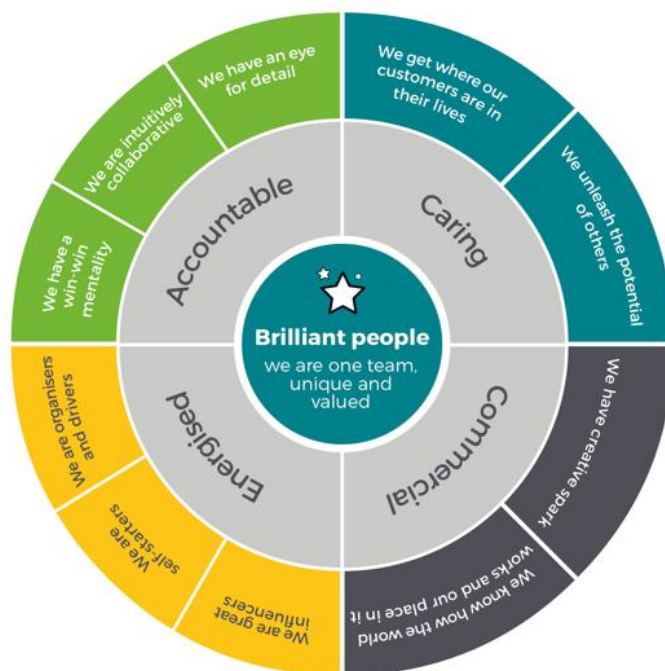 Brilliant people
we are one team,
unique and
valued
Accountable
We have a
win-win
mentality
We are intuitively
collaborative
We have an eye
for detail
Caring
We get where our
customers are in
their lives
We unleash the potential
of others
Commercial
We have creative spark
We know how the world
works and our place in it
Energised
We are great
influencers
We are
self-starters
We are organisers
and drivers